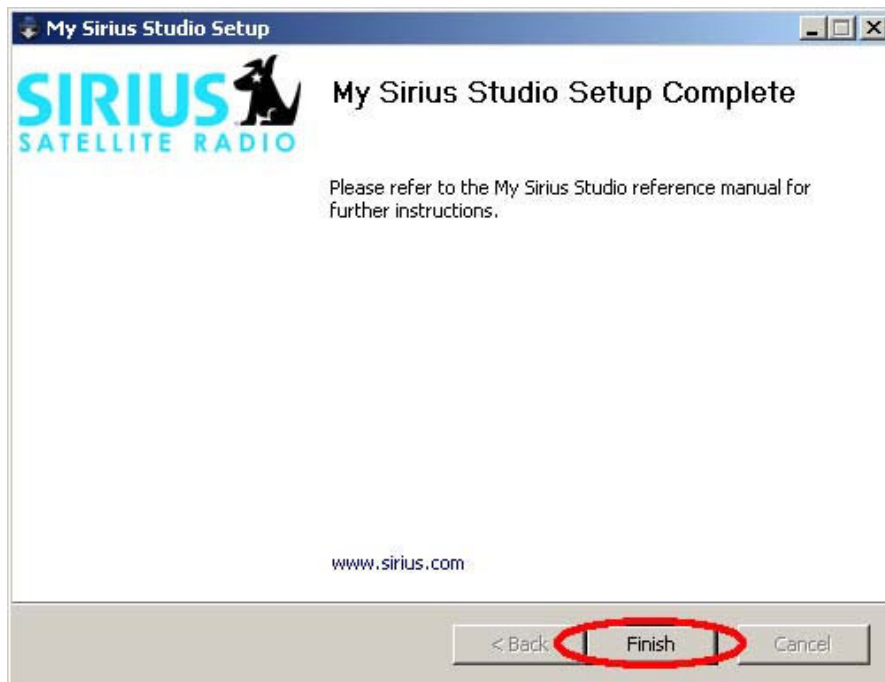 My Sirius Studio Setup
SIRIUS
SATELLITE RADIO
My Sirius Studio Setup Complete
Please refer to the My Sirius Studio reference manual for
further instructions.
www.sirius.com
< Back Finish Cancel